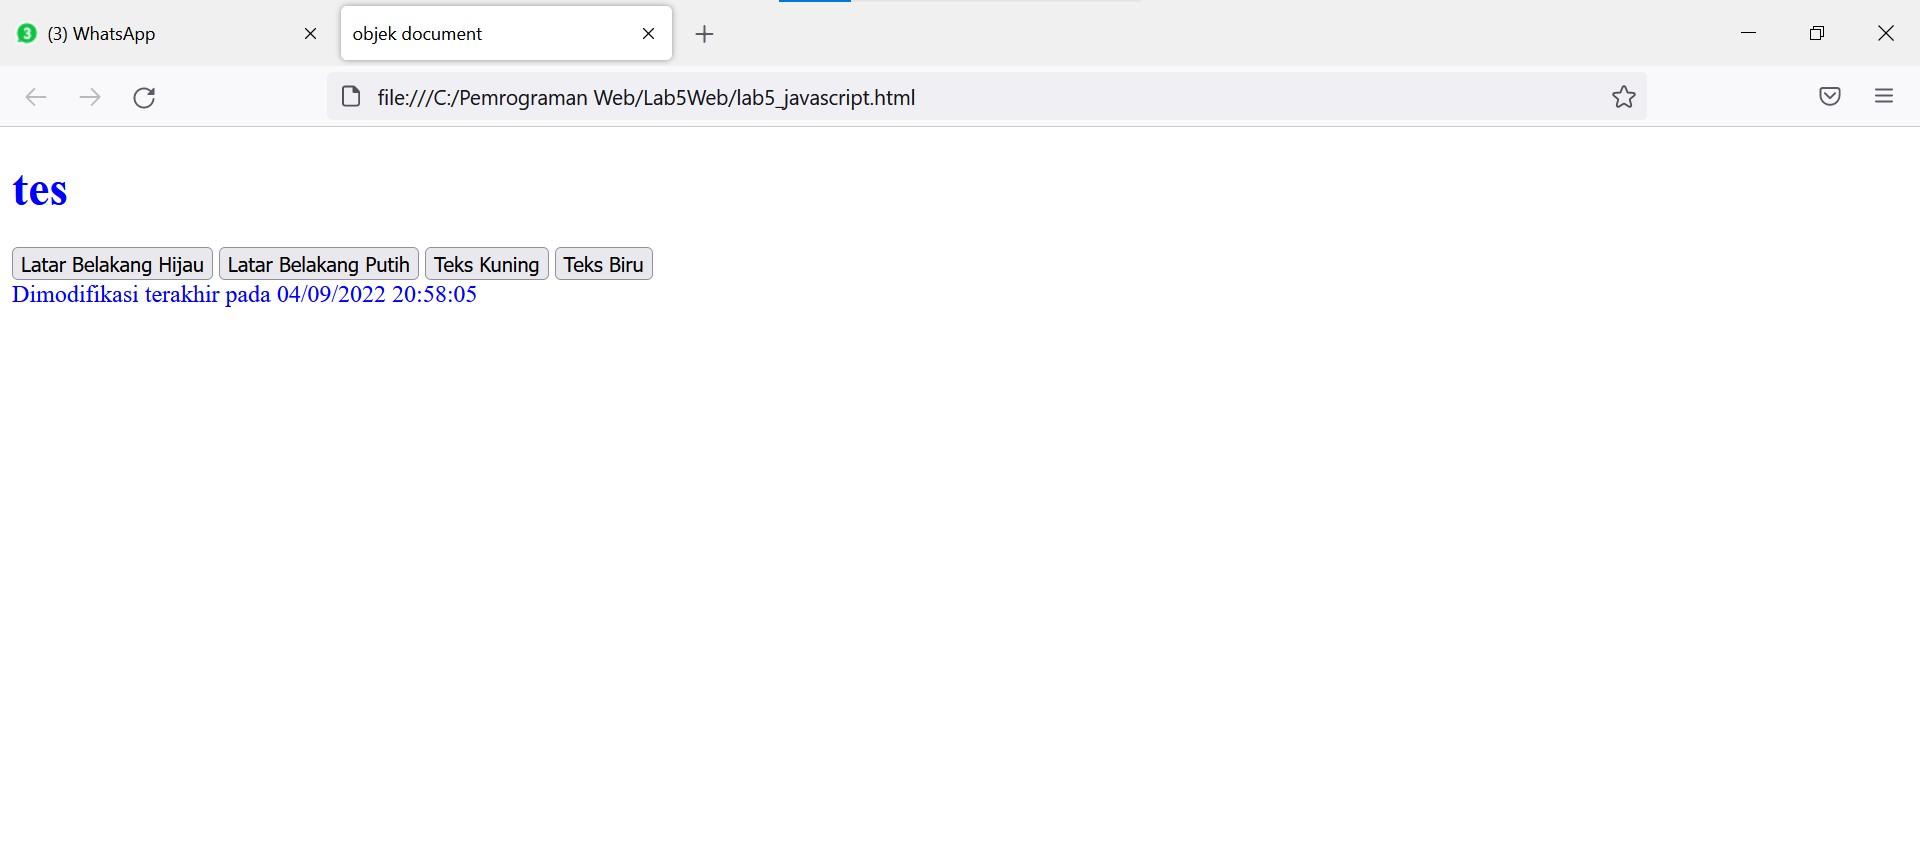 3 (3) WhatsApp objek document
file:///C:/Pemrograman Web/Lab5Web/lab5_javascript.html
tes
Latar Belakang Hijau Latar Belakang Putih Teks Kuning Teks Biru
Dimodifikasi terakhir pada 04/09/2022 20:58:05